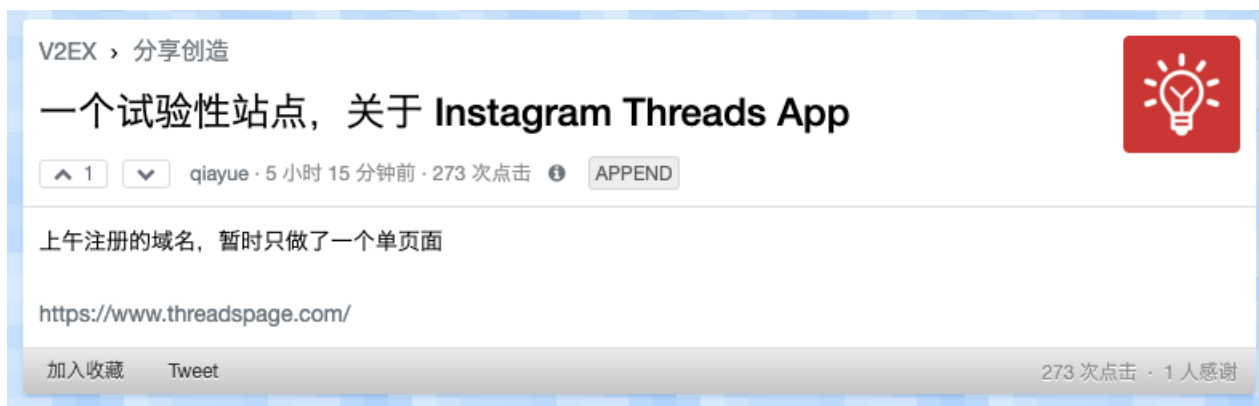 V2EX › 分享创造
一个试验性站点，关于 Instagram Threads App
1 qiayue · 5 小时 15 分钟前 · 273 次点击 APPEND
上午注册的域名，暂时只做了一个单页面
https://www.threadspage.com/
加入收藏 Tweet 273 次点击 · 1 人感谢